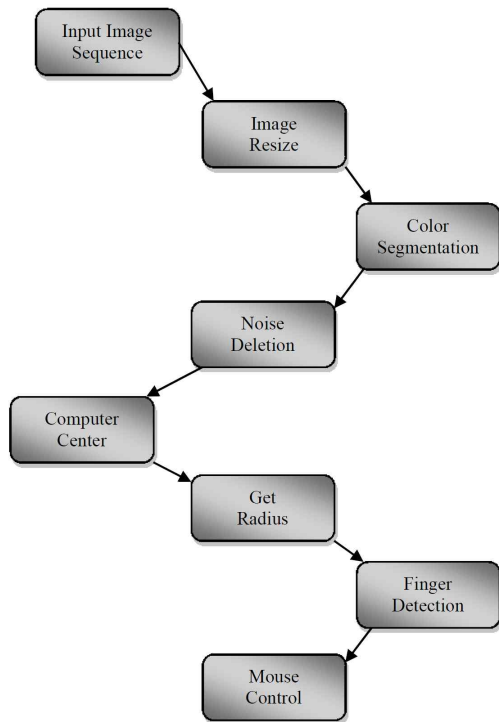 Input Image
Sequence
Image
Resize
Color
Segmentation
Noise
Deletion
Computer
Center
Get
Radius
Finger
Detection
Mouse
Control